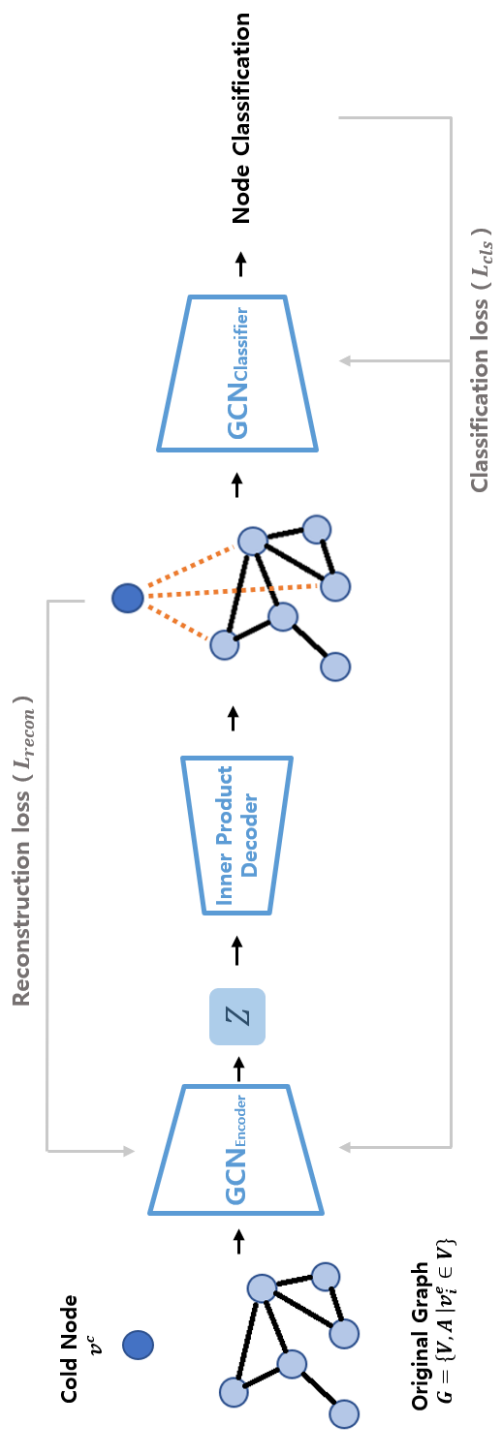 Cold Node
v^c
Original Graph
G = {V, A | v_i^e ∈ V}
GCN_Encoder
Z
Inner Product
Decoder
GCN_Classifier
Node Classification
Reconstruction loss ( L_recon )
Classification loss ( L_cls )